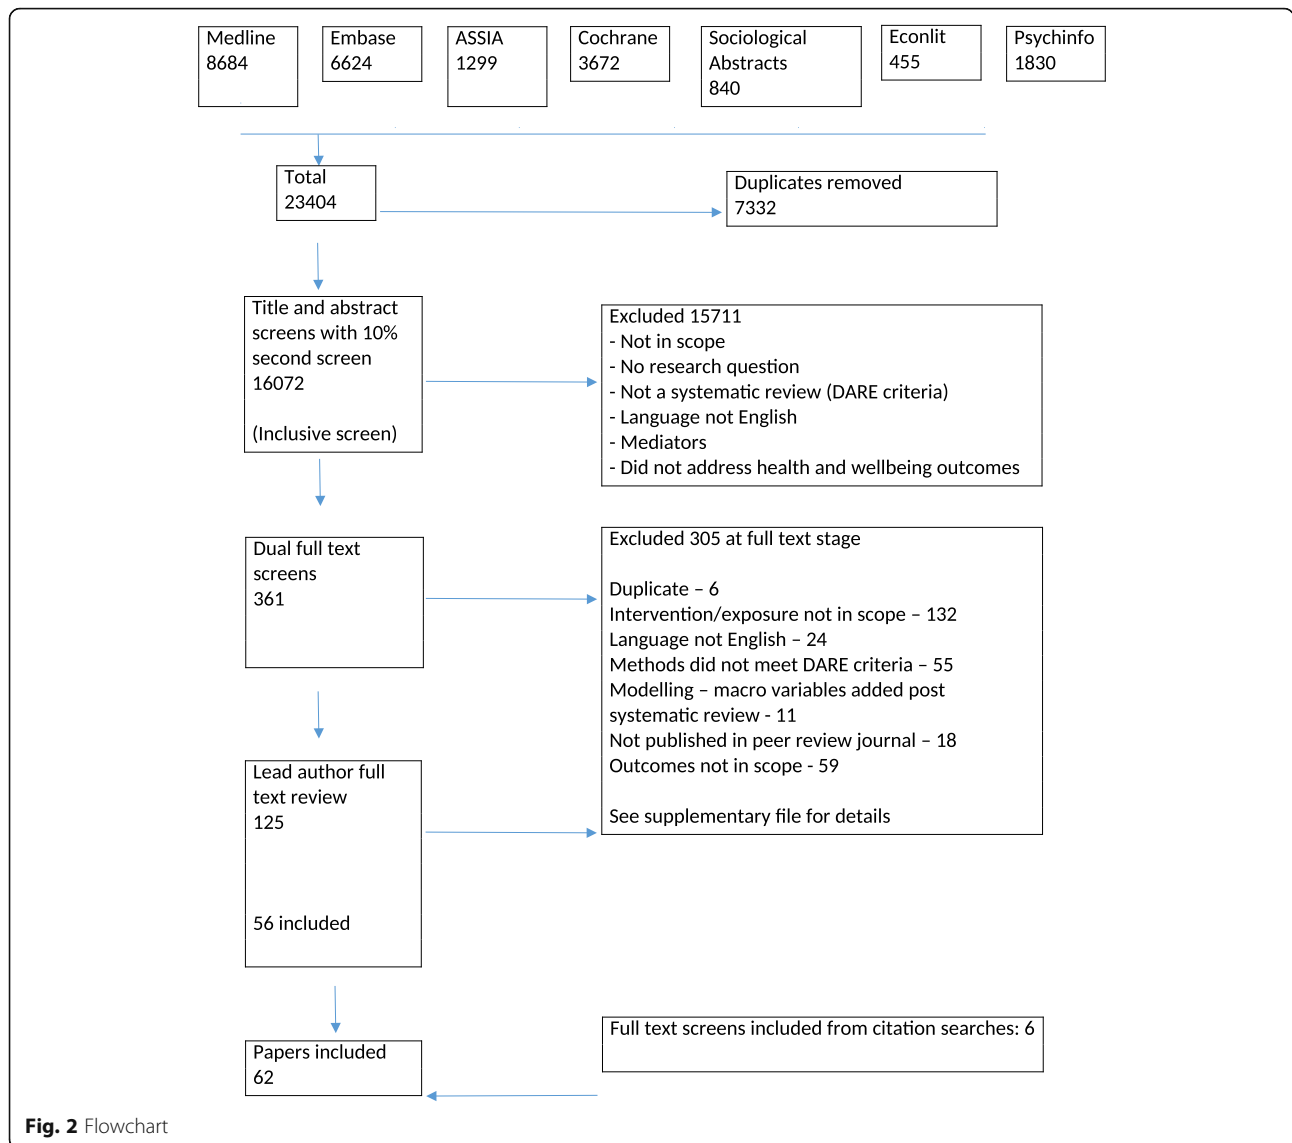 Medline
8684
Embase
6624
ASSIA
1299
Cochrane
3672
Sociological
Abstracts
840
Econlit
455
Psychinfo
1830
Total
23404
Duplicates removed
7332
Title and abstract
screens with 10%
second screen
16072
(Inclusive screen)
Excluded 15711
- Not in scope
- No research question
- Not a systematic review (DARE criteria)
- Language not English
- Mediators
- Did not address health and wellbeing outcomes
Dual full text
screens
361
Excluded 305 at full text stage
Duplicate – 6
Intervention/exposure not in scope – 132
Language not English – 24
Methods did not meet DARE criteria – 55
Modelling – macro variables added post
systematic review - 11
Not published in peer review journal – 18
Outcomes not in scope - 59
See supplementary file for details
Lead author full
text review
125
56 included
Full text screens included from citation searches: 6
Papers included
62
Fig. 2 Flowchart